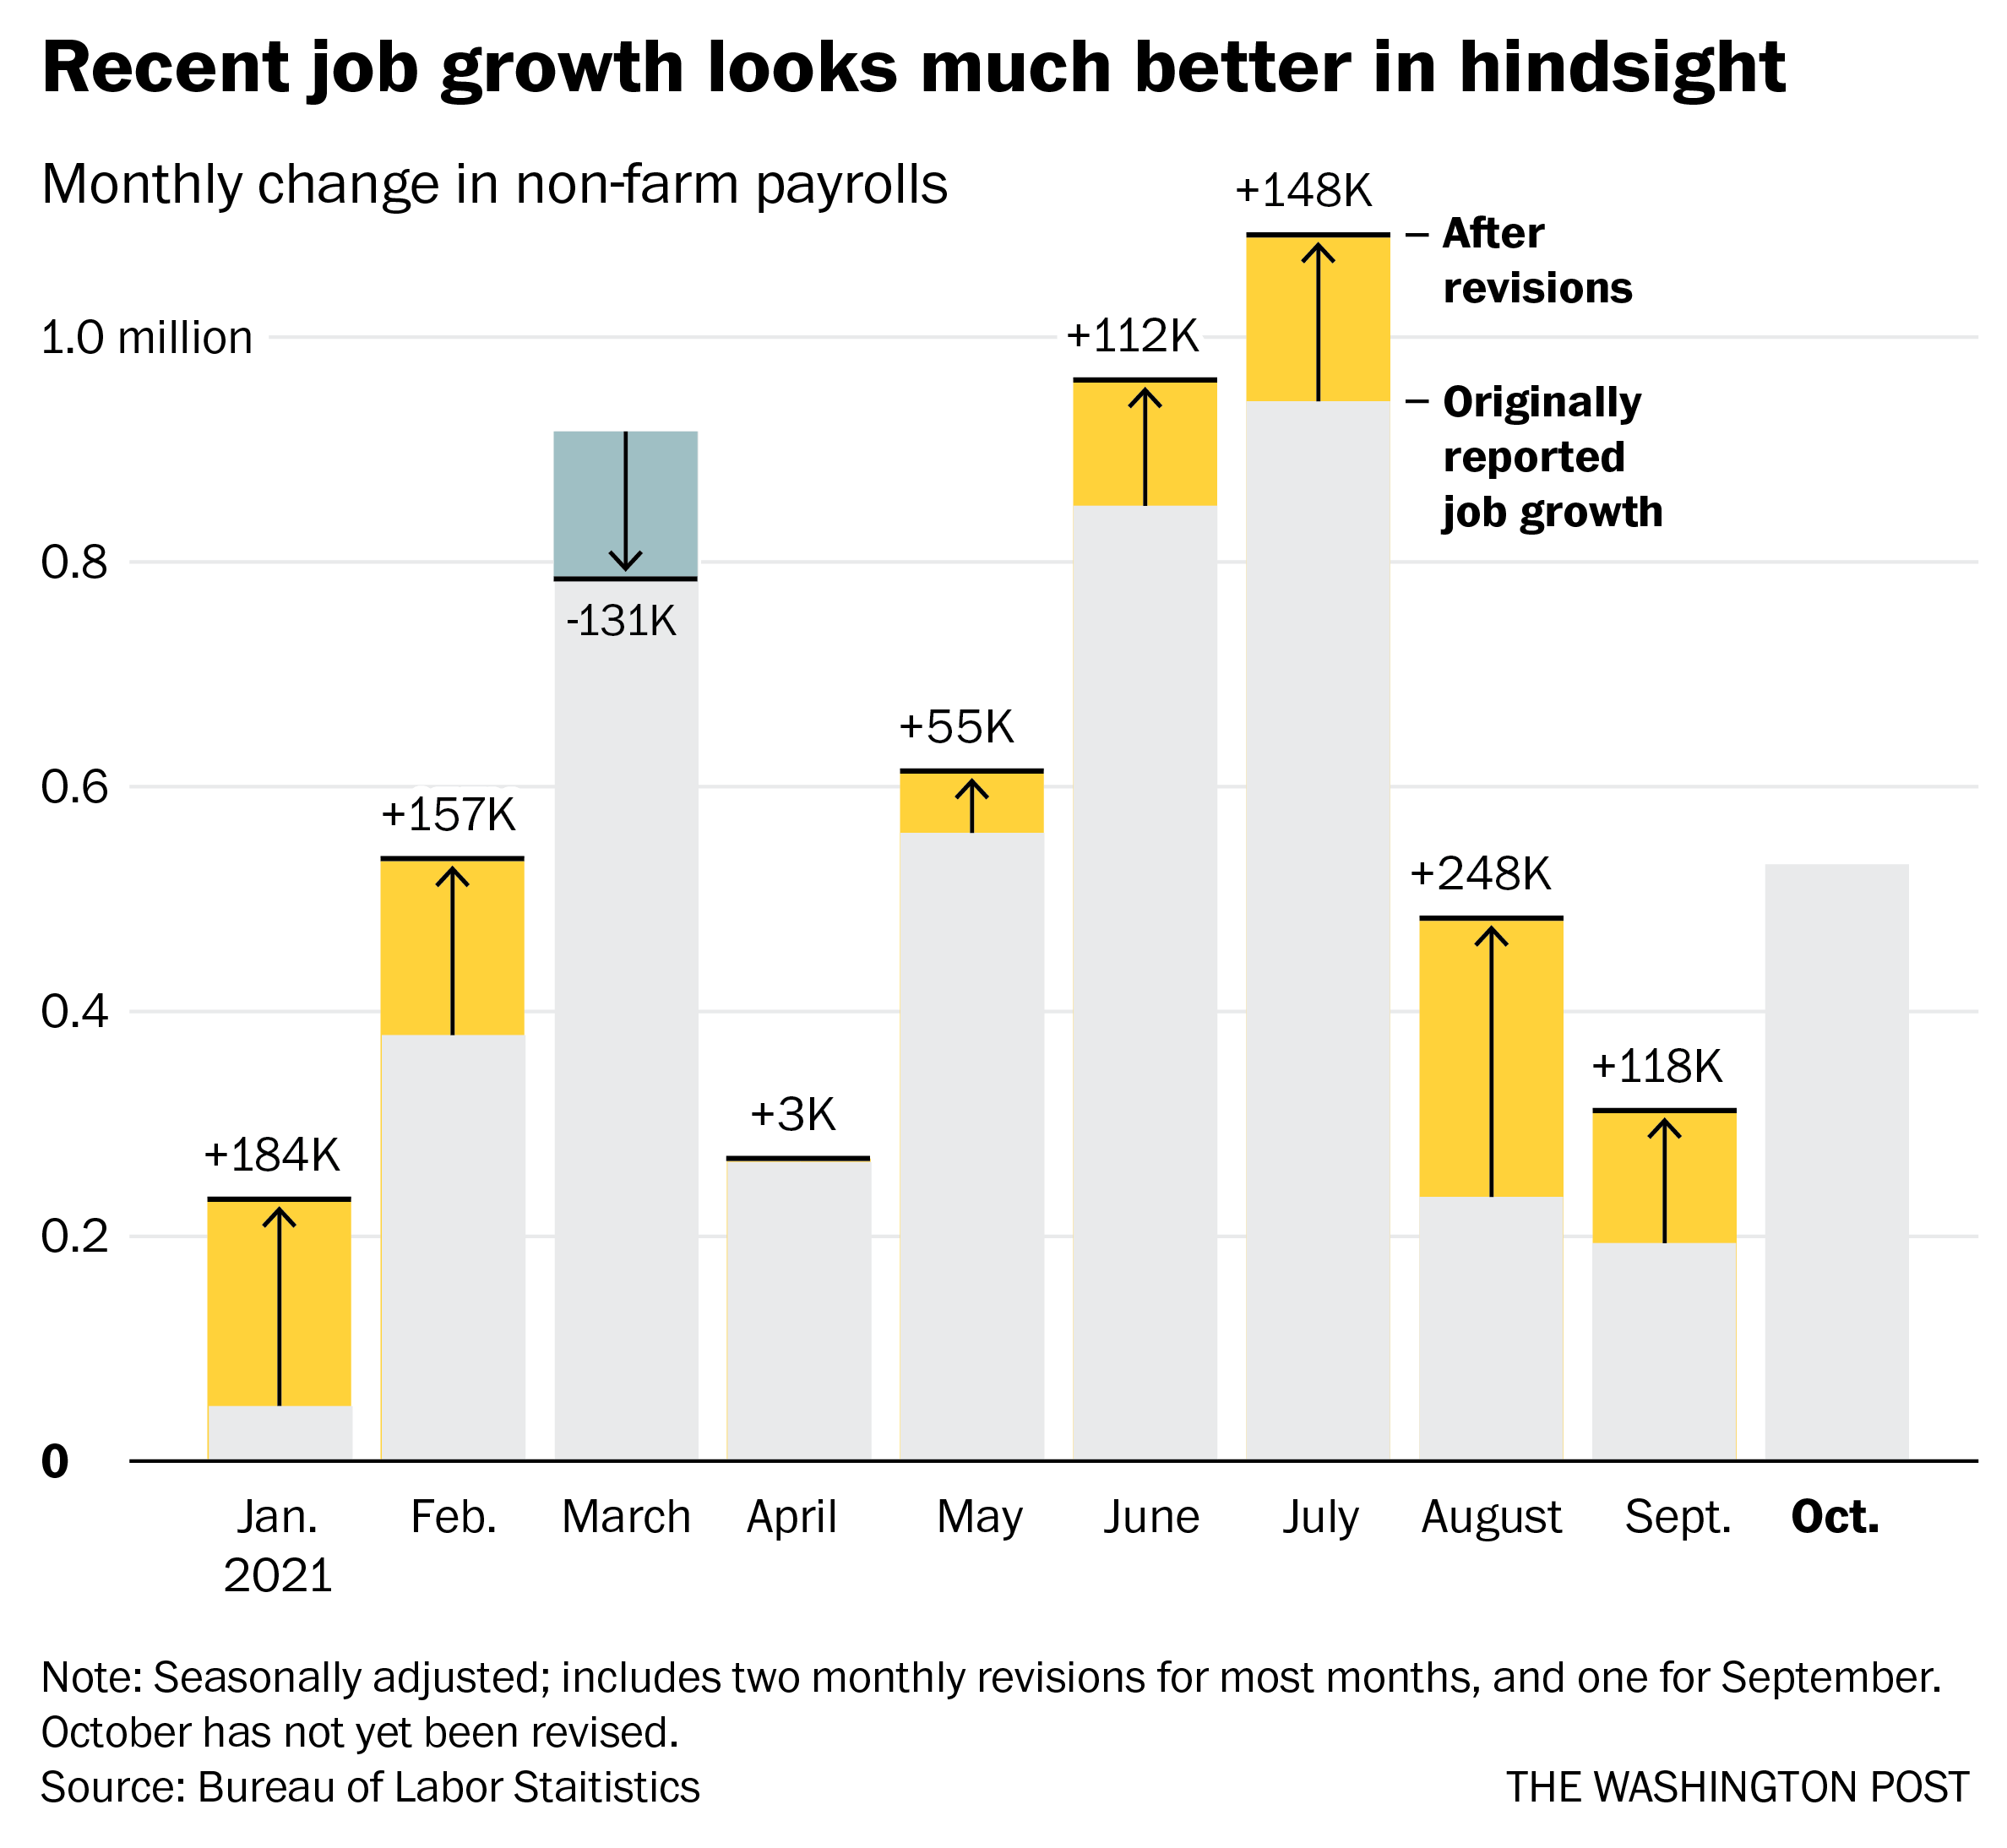 Recent job growth looks much better in hindsight
Monthly change in non-farm payrolls
+148K
– After
revisions
1.0 million
+112K
– Originally
reported
job growth
0.8
-131K
+55K
0.6
+157K
+248K
0.4
+118K
+3K
+184K
0.2
0
Jan. Feb. March April May June July August Sept. Oct.
2021
Note: Seasonally adjusted; includes two monthly revisions for most months, and one for September.
October has not yet been revised.
Source: Bureau of Labor Staitistics THE WASHINGTON POST